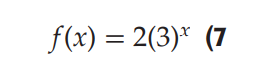 f(x) = 2(3)ˣ (7